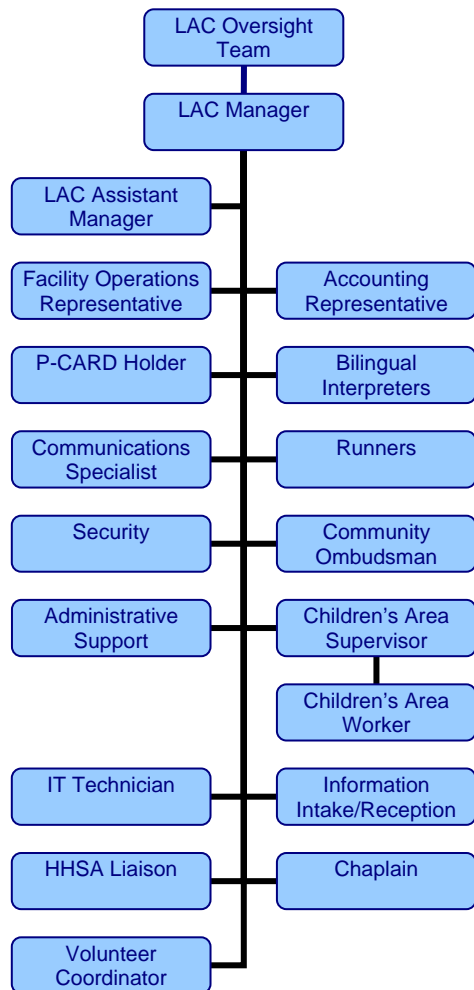 LAC Oversight
Team
LAC Manager
LAC Assistant
Manager
Facility Operations
Representative
Accounting
Representative
P-CARD Holder
Bilingual
Interpreters
Communications
Specialist
Runners
Security
Community
Ombudsman
Administrative
Support
Children’s Area
Supervisor
Children’s Area
Worker
IT Technician
Information
Intake/Reception
HHSA Liaison
Chaplain
Volunteer
Coordinator